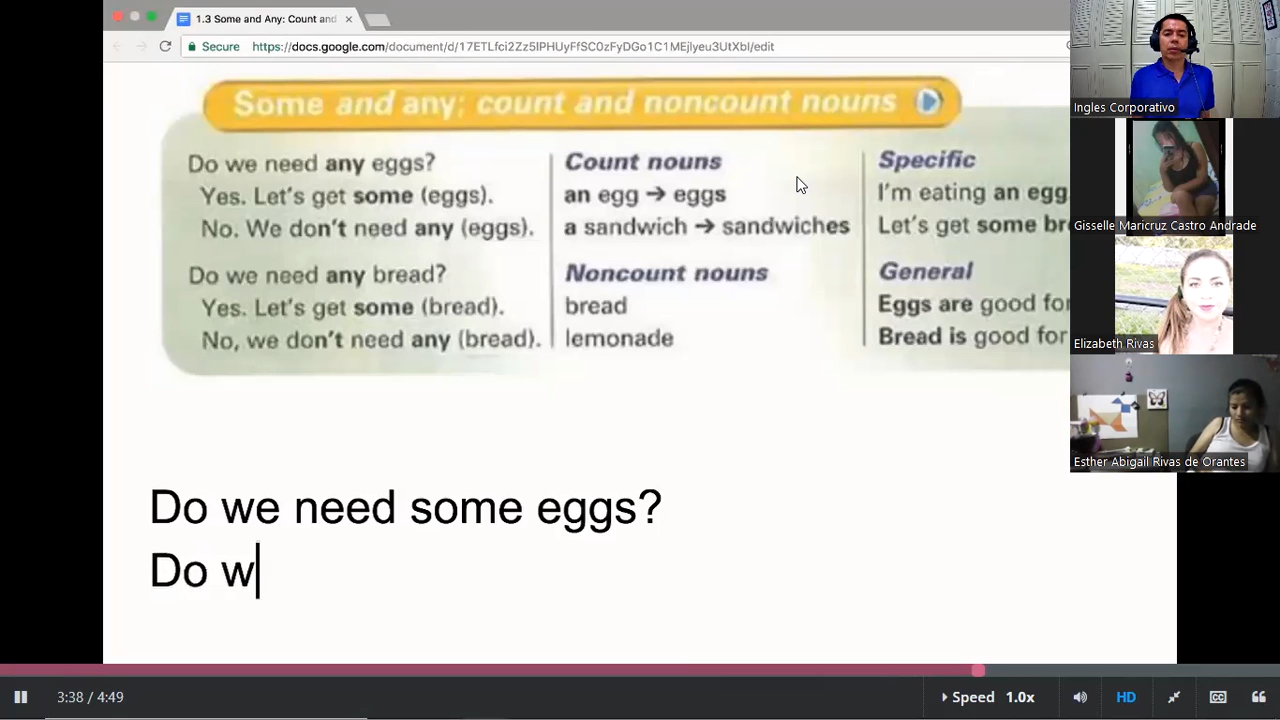 1.3 Some and Any: Count and
Secure
https://docs.google.com/document/d/17ETLfci2Zz5IPHUyFfSC0zFyDGo1C1MEjlyeu3UtXbI/edit
Some and any; count and noncount nouns
Do we need any eggs?
Yes. Let's get some (eggs).
No. We don't need any (eggs).
Do we need any bread?
Yes. Let's get some (bread).
No, we don't need any (bread).
Count nouns
an egg → eggs
a sandwich → sandwiches
Noncount nouns
bread
lemonade
Specific
I'm eating an egg
Let's get some br
General
Eggs are good for
Bread is good for
Do we need some eggs?
Do w
Ingles Corporativo
Gisselle Maricruz Castro Andrade
Elizabeth Rivas
Esther Abigail Rivas de Orantes
3:38 / 4:49
Speed 1.0x
HD
CC